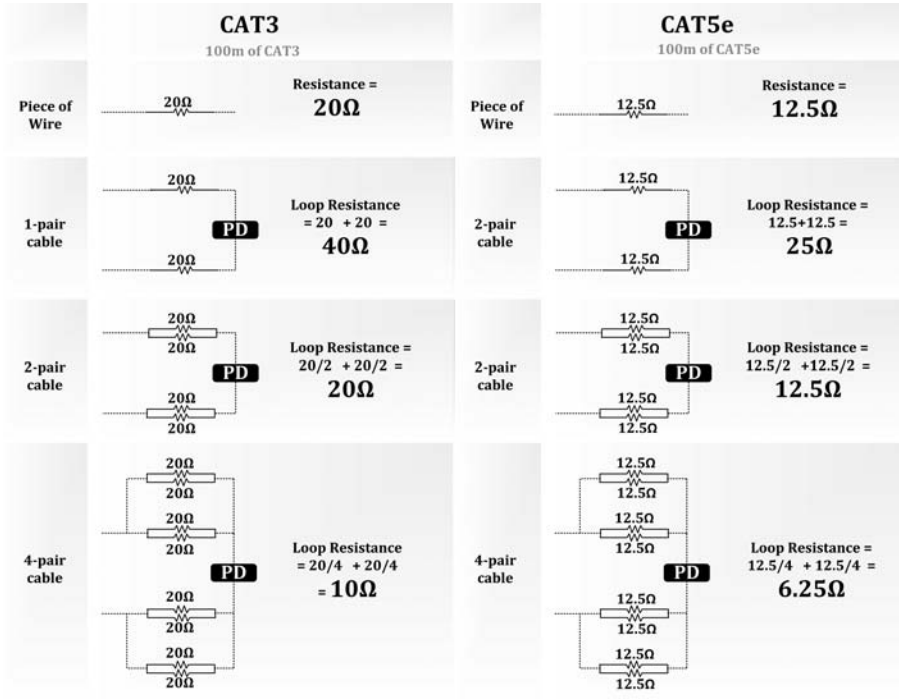 CAT3
100m of CAT3
CAT5e
100m of CAT5e
Piece of
Wire
20Ω
Resistance =
20Ω
Piece of
Wire
12.5Ω
Resistance =
12.5Ω
1-pair
cable
20Ω
PD
20Ω
Loop Resistance
= 20 + 20 =
40Ω
2-pair
cable
12.5Ω
PD
12.5Ω
Loop Resistance =
12.5+12.5 =
25Ω
2-pair
cable
20Ω
20Ω
PD
20Ω
20Ω
Loop Resistance =
20/2 + 20/2 =
20Ω
2-pair
cable
12.5Ω
12.5Ω
PD
12.5Ω
12.5Ω
Loop Resistance =
12.5/2 +12.5/2 =
12.5Ω
4-pair
cable
20Ω
20Ω
20Ω
20Ω
PD
20Ω
20Ω
20Ω
20Ω
Loop Resistance
= 20/4 + 20/4
= 10Ω
4-pair
cable
12.5Ω
12.5Ω
12.5Ω
12.5Ω
PD
12.5Ω
12.5Ω
12.5Ω
12.5Ω
Loop Resistance =
12.5/4 + 12.5/4 =
6.25Ω